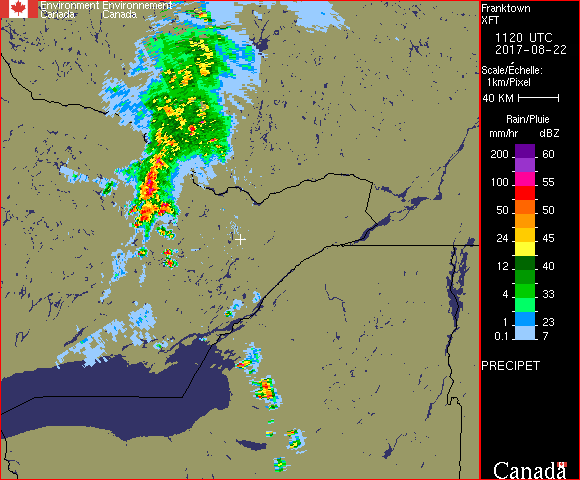 Environment Environnement
Canada Canada
Franktown
XFT
1120 UTC
2017-08-22
Scale/Échelle:
1km/Pixel
40 KM
Rain/Pluie
mm/hr dBZ
200 60
100 55
50 50
24 45
12 40
4 33
1 28
0.1 23
7
PRECIPET
Canada